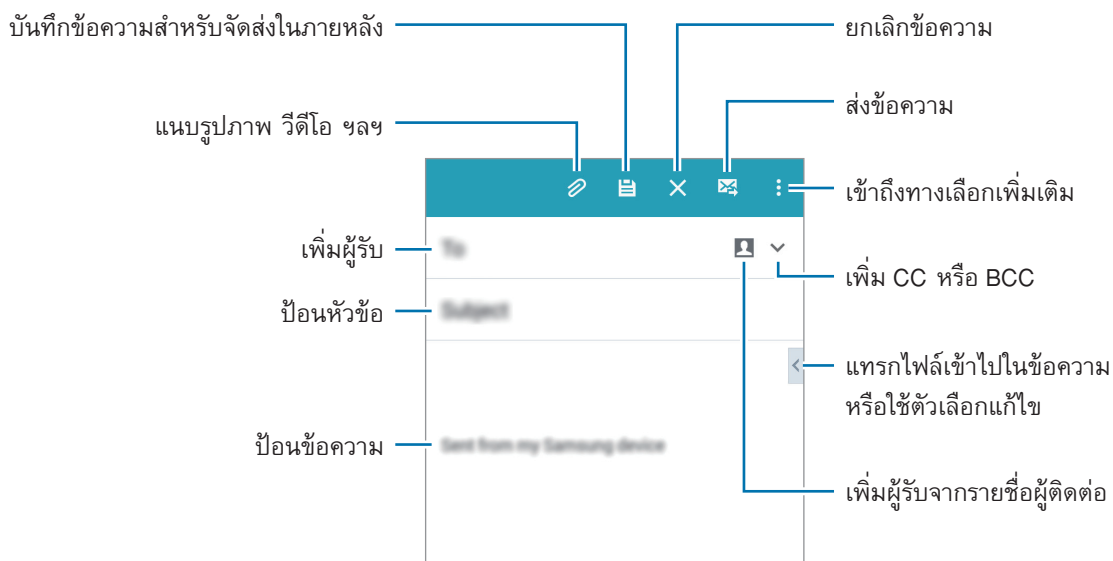 บันทึกข้อความสำหรับจัดส่งในภายหลัง
ยกเลิกข้อความ
แนบรูปภาพ วีดีโอ ฯลฯ
ส่งข้อความ
เข้าถึงทางเลือกเพิ่มเติม
เพิ่มผู้รับ
To
เพิ่ม CC หรือ BCC
ป้อนหัวข้อ
Subject
แทรกไฟล์เข้าไปในข้อความ
หรือใช้ตัวเลือกแก้ไข
ป้อนข้อความ
Sent from my Samsung device
เพิ่มผู้รับจากรายชื่อผู้ติดต่อ